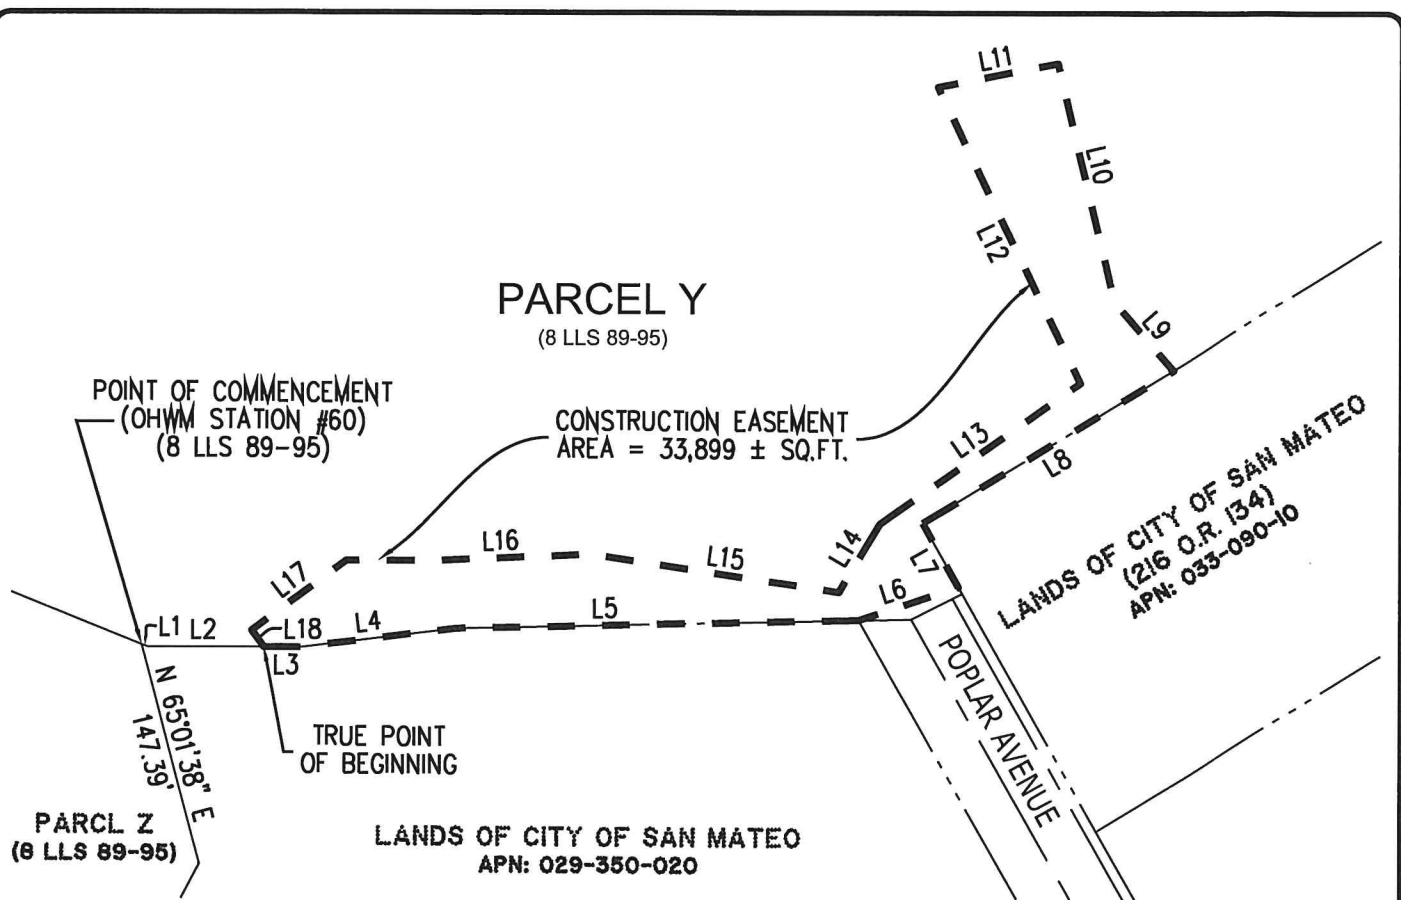 L11
L10
L12
PARCEL Y
(8 LLS 89-95)
L9
POINT OF COMMENCEMENT
(OHWM STATION #60)
(8 LLS 89-95)
CONSTRUCTION EASEMENT
AREA = 33,899 ± SQ.FT.
L13
L8
LANDS OF CITY OF SAN MATEO
(216 O.R. 134)
APN: 033-090-10
L14
L7
L6
L16
L15
L17
L5
L1
L2
L18
L4
L3
N 65°01'38" E
147.39'
TRUE POINT
OF BEGINNING
POPLAR AVENUE
PARCL Z
(8 LLS 89-95)
LANDS OF CITY OF SAN MATEO
APN: 029-350-020